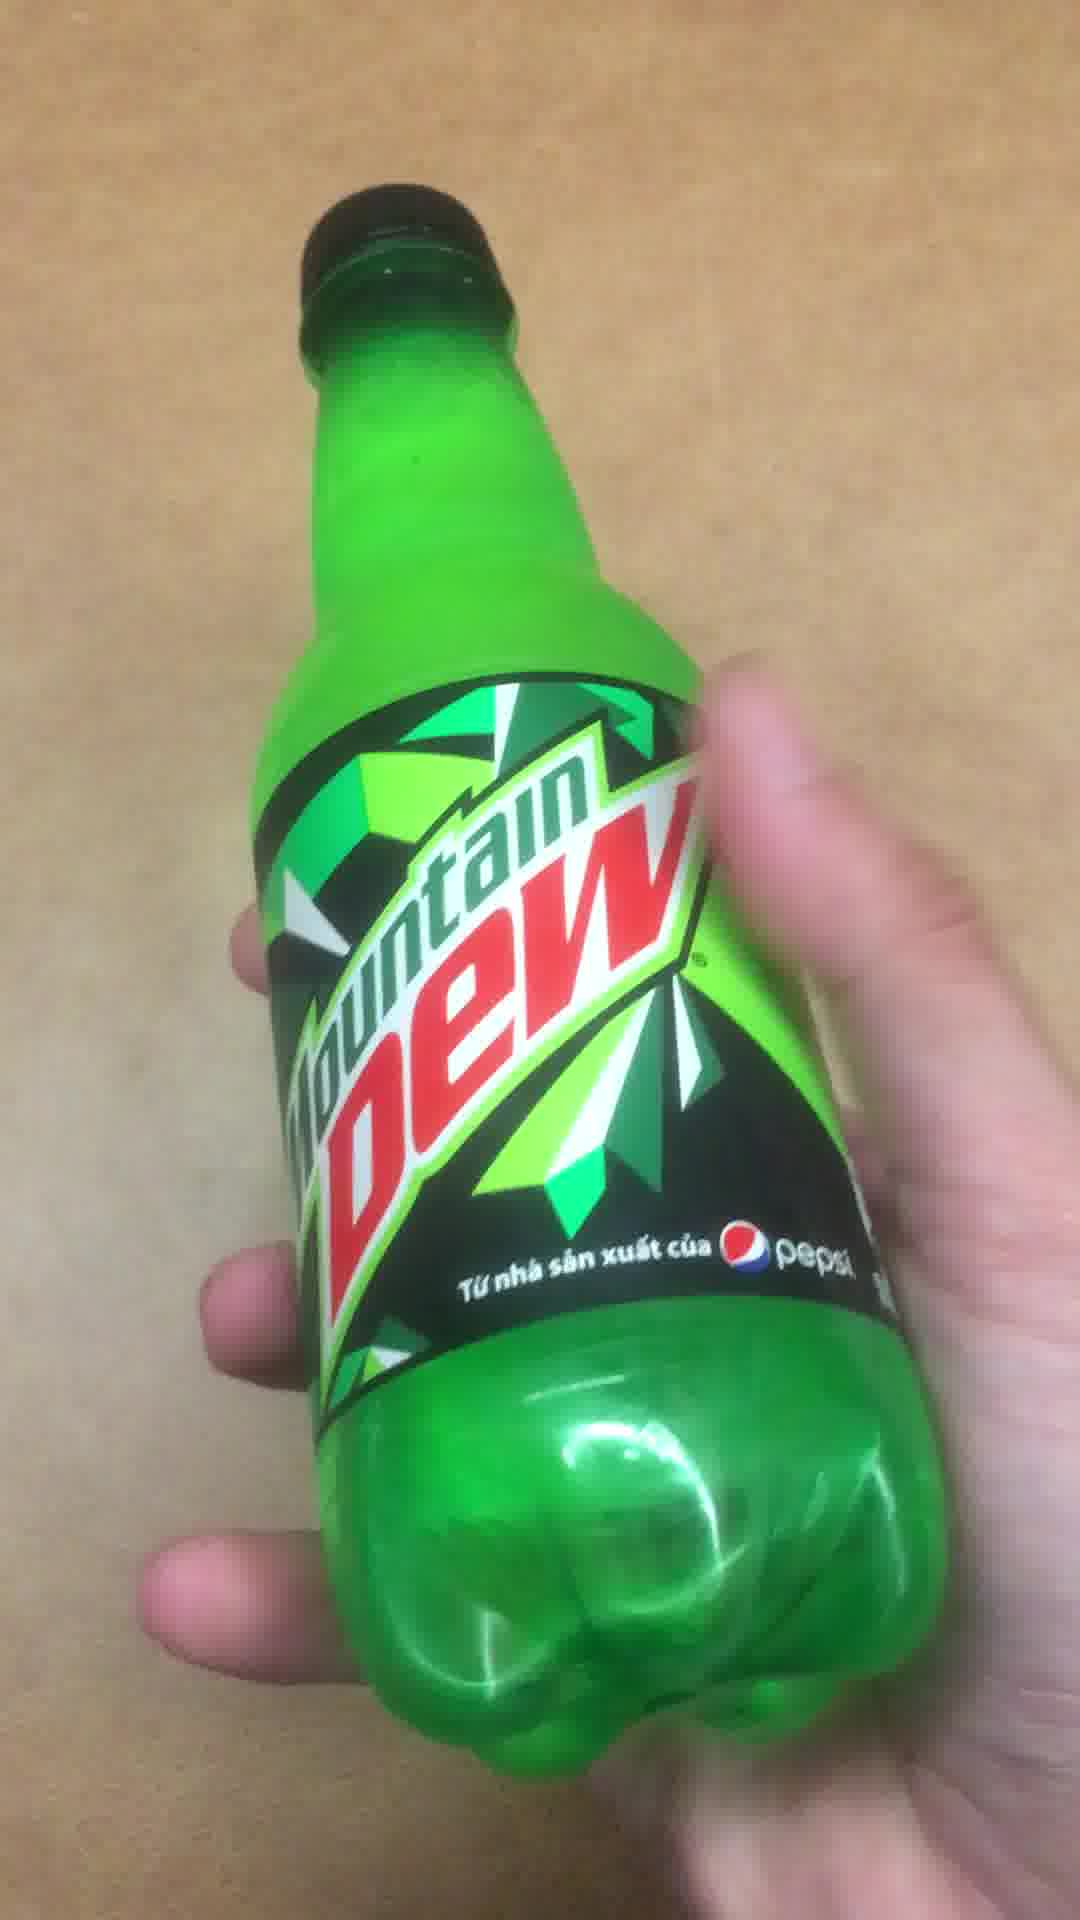 Mountain
Dew
Từ nhà sản xuất của pepsi